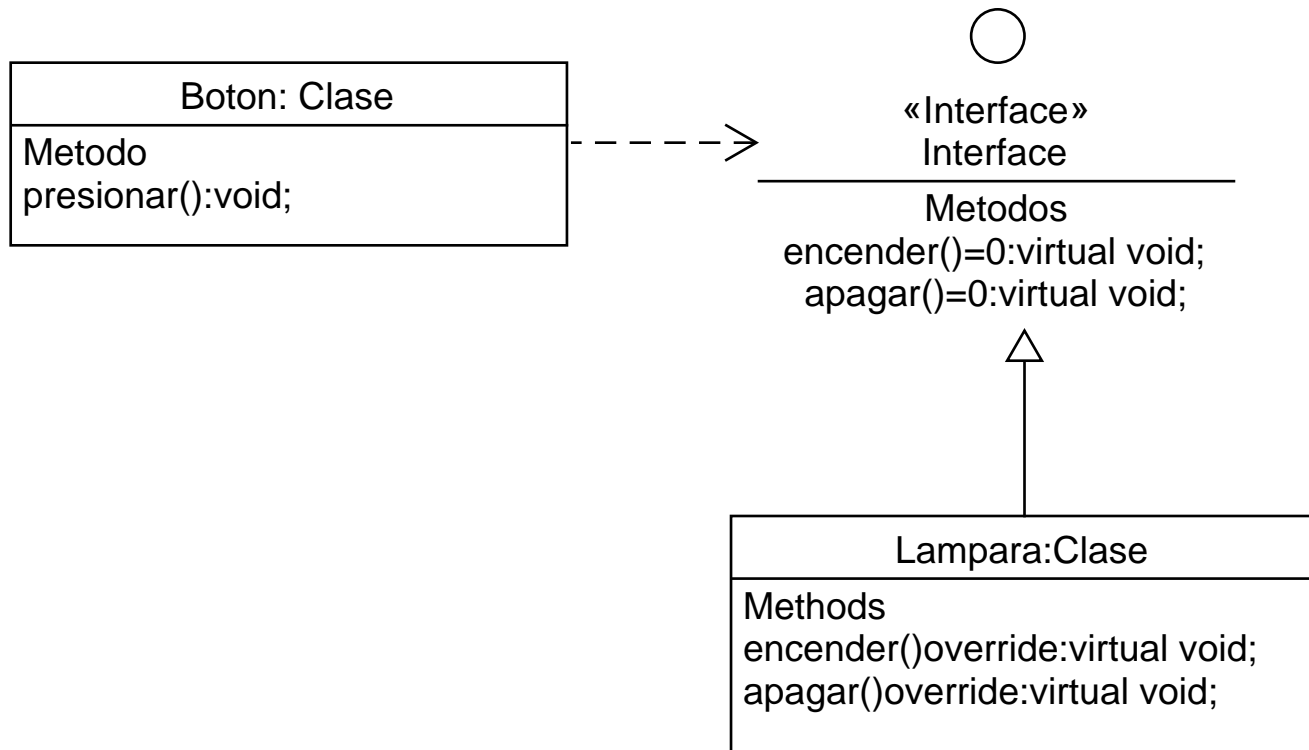 Boton: Clase
Metodo
presionar():void;
«Interface»
Interface
Metodos
encender()=0:virtual void;
apagar()=0:virtual void;
Lampara:Clase
Methods
encender()override:virtual void;
apagar()override:virtual void;